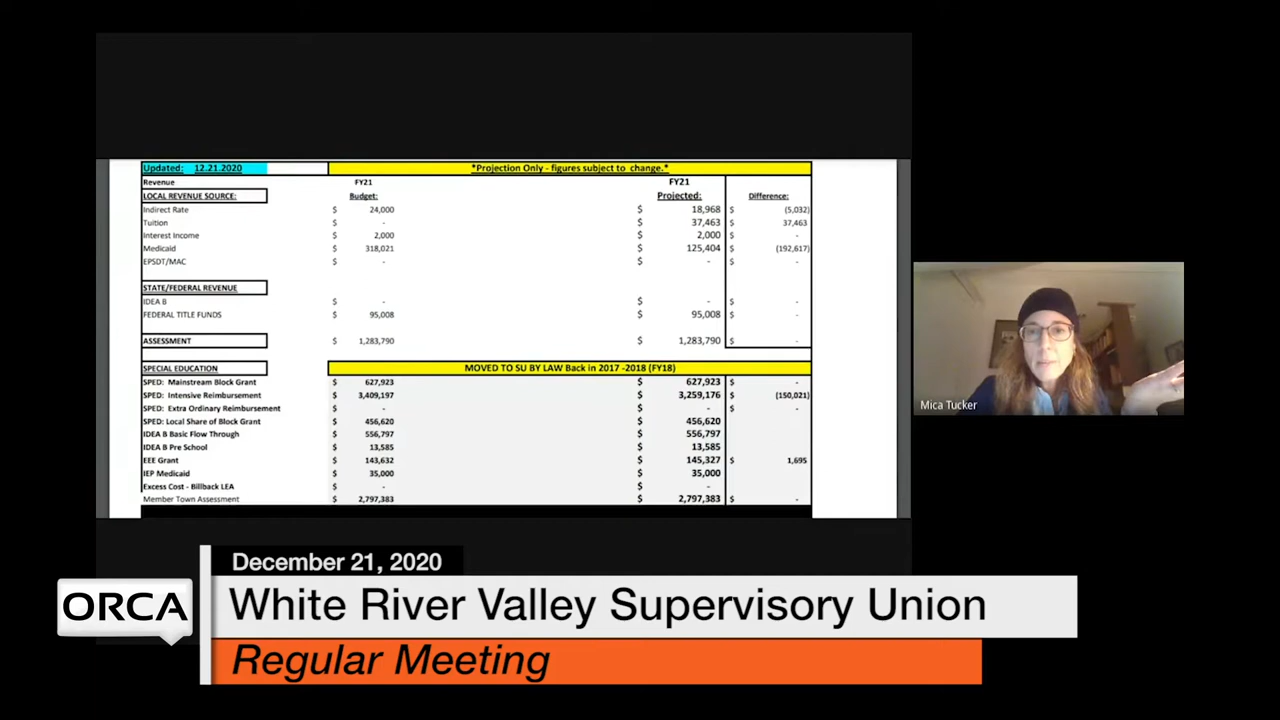 Updated: 12.21.2020 *Projection Only - figures subject to change.*
Revenue FY21 FY21
LOCAL REVENUE SOURCE: Budget: Projected: Difference:
Indirect Rate $ 24,000 $ 18,968 $ (5,032)
Tuition $ - $ 37,463 $ 37,463
Interest Income $ 2,000 $ 2,000 $ -
Medicaid $ 318,021 $ 125,404 $ (192,617)
EPSDT/MAC $ - $ - $ -
STATE/FEDERAL REVENUE $ -
IDEA B $ - $ - $ -
FEDERAL TITLE FUNDS $ 95,008 $ 95,008 $ -
$ -
ASSESSMENT $ 1,283,790 $ 1,283,790 $ -
SPECIAL EDUCATION MOVED TO SU BY LAW Back in 2017 -2018 (FY18)
SPED: Mainstream Block Grant $ 627,923 $ 627,923 $ -
SPED: Intensive Reimbursement $ 3,409,197 $ 3,259,176 $ (150,021)
SPED: Extra Ordinary Reimbursement $ - $ - $ -
SPED: Local Share of Block Grant $ 456,620 $ 456,620
IDEA B Basic Flow Through $ 556,797 $ 556,797
IDEA B Pre School $ 13,585 $ 13,585
EEE Grant $ 143,632 $ 145,327 $ 1,695
IEP Medicaid $ 35,000 $ 35,000
Excess Cost - Billback LEA $ - $ -
Member Town Assessment $ 2,797,383 $ 2,797,383 $ -
Mica Tucker
December 21, 2020
ORCA
White River Valley Supervisory Union
Regular Meeting